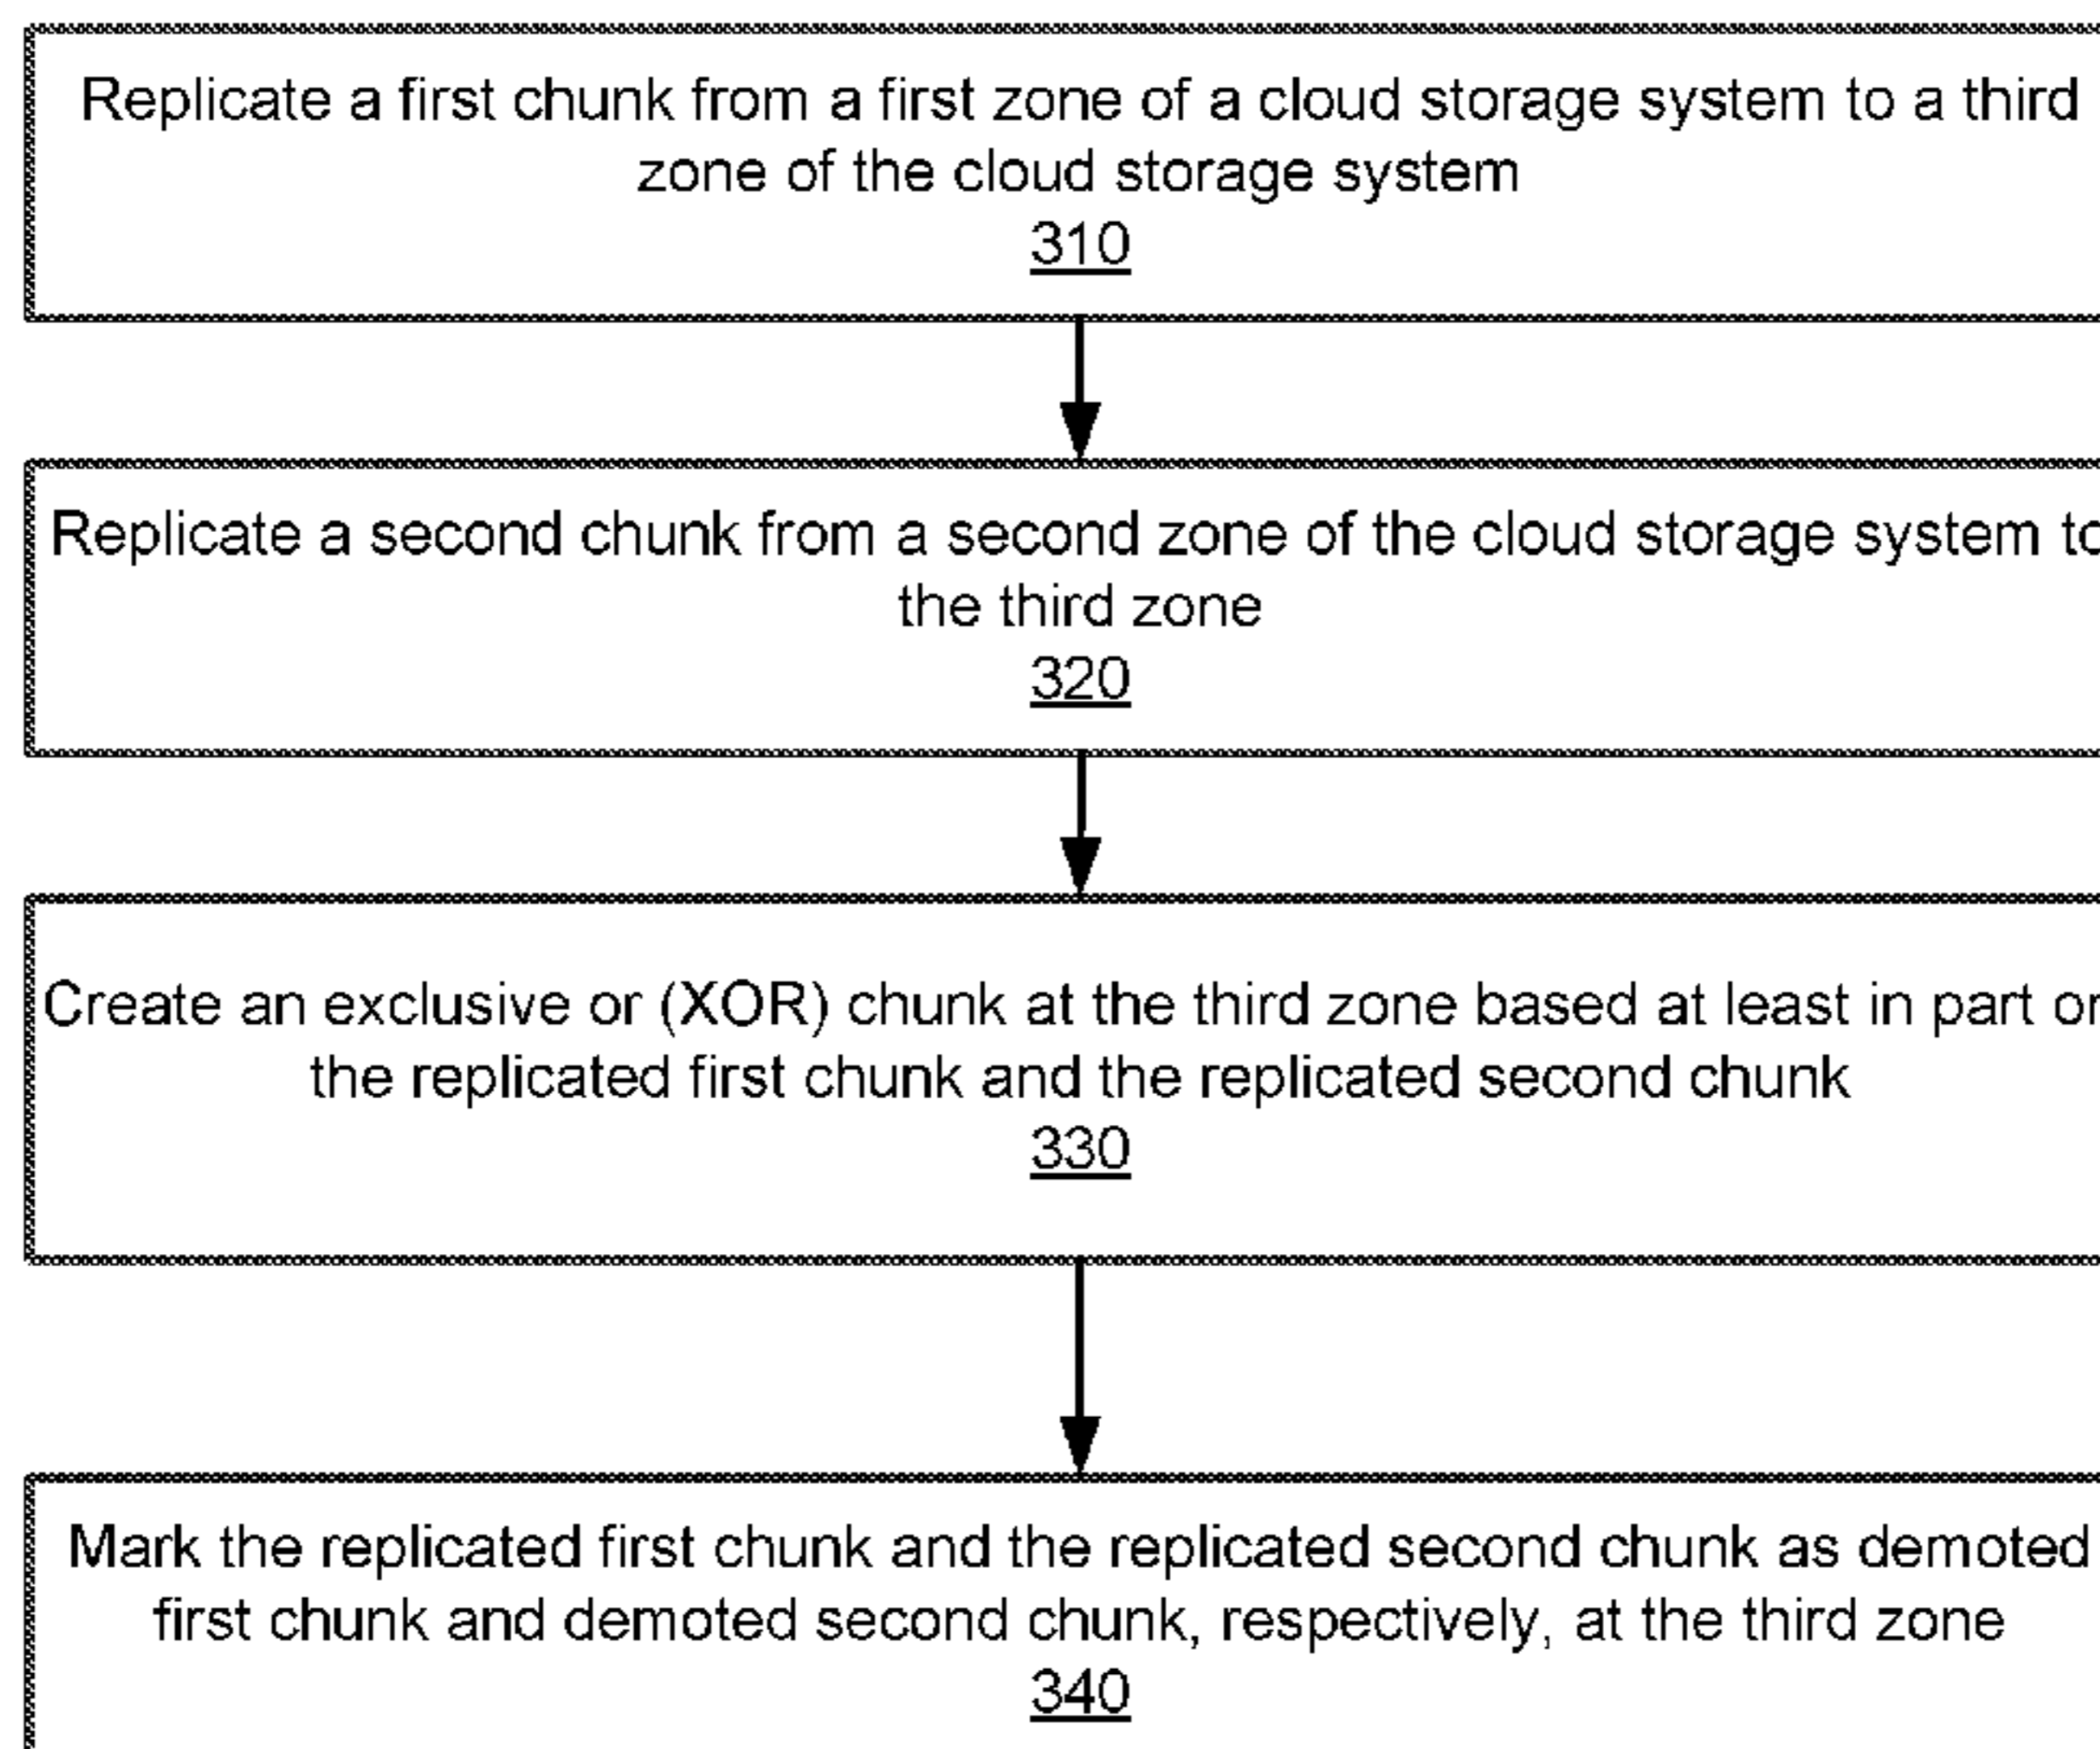 Replicate a first chunk from a first zone of a cloud storage system to a third
zone of the cloud storage system
310
Replicate a second chunk from a second zone of the cloud storage system to
the third zone
320
Create an exclusive or (XOR) chunk at the third zone based at least in part on
the replicated first chunk and the replicated second chunk
330
Mark the replicated first chunk and the replicated second chunk as demoted
first chunk and demoted second chunk, respectively, at the third zone
340